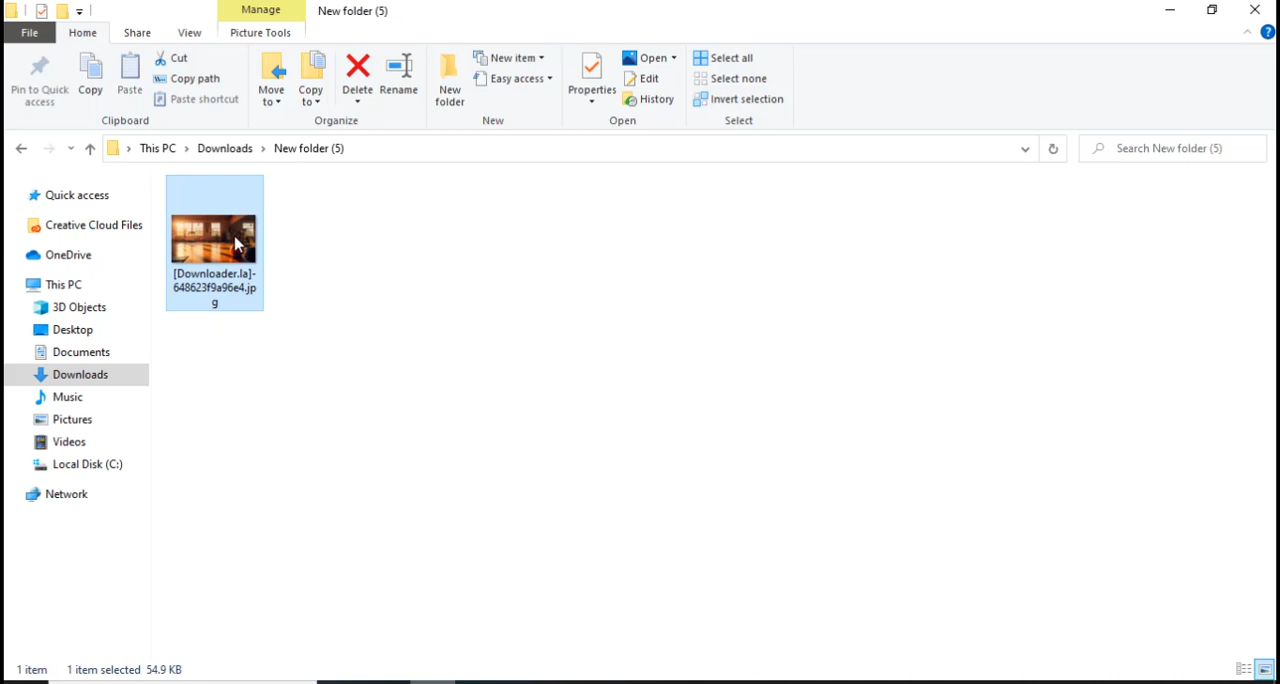 Manage
New folder (5)
File
Home
Share
View
Picture Tools
Pin to Quick
access
Copy
Paste
Cut
Copy path
Paste shortcut
Clipboard
Move
to
Copy
to
Delete
Rename
Organize
New
folder
New item
Easy access
New
Properties
Open
Edit
History
Open
Select all
Select none
Invert selection
Select
This PC
Downloads
New folder (5)
Search New folder (5)
Quick access
Creative Cloud Files
OneDrive
This PC
3D Objects
Desktop
Documents
Downloads
Music
Pictures
Videos
Local Disk (C:)
Network
[Downloader.la]-
648623f9a96e4.jp
g
1 item
1 item selected 54.9 KB